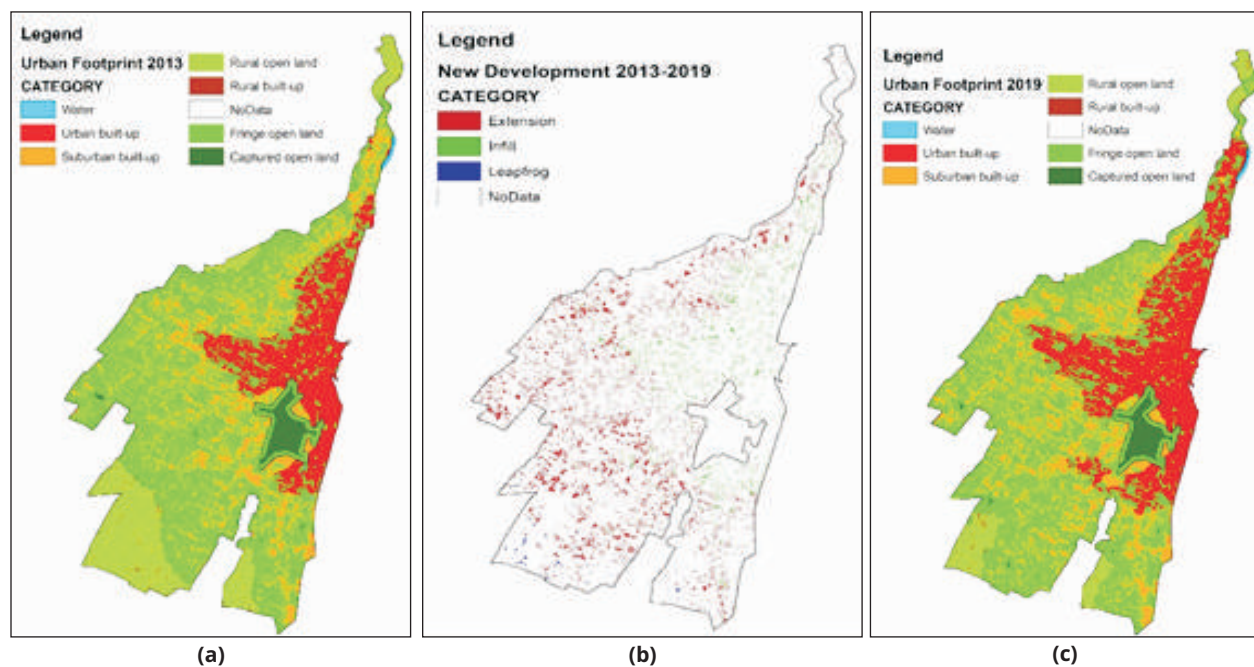 Legend
Urban Footprint 2013
CATEGORY
Water
Urban built-up
Suburban built-up
Rural open land
Rural built-up
NoData
Fringe open land
Captured open land
(a)
Legend
New Development 2013-2019
CATEGORY
Extension
Infill
Leapfrog
NoData
(b)
Legend
Urban Footprint 2019
CATEGORY
Water
Urban built-up
Suburban built-up
Rural open land
Rural built-up
NoData
Fringe open land
Captured open land
(c)